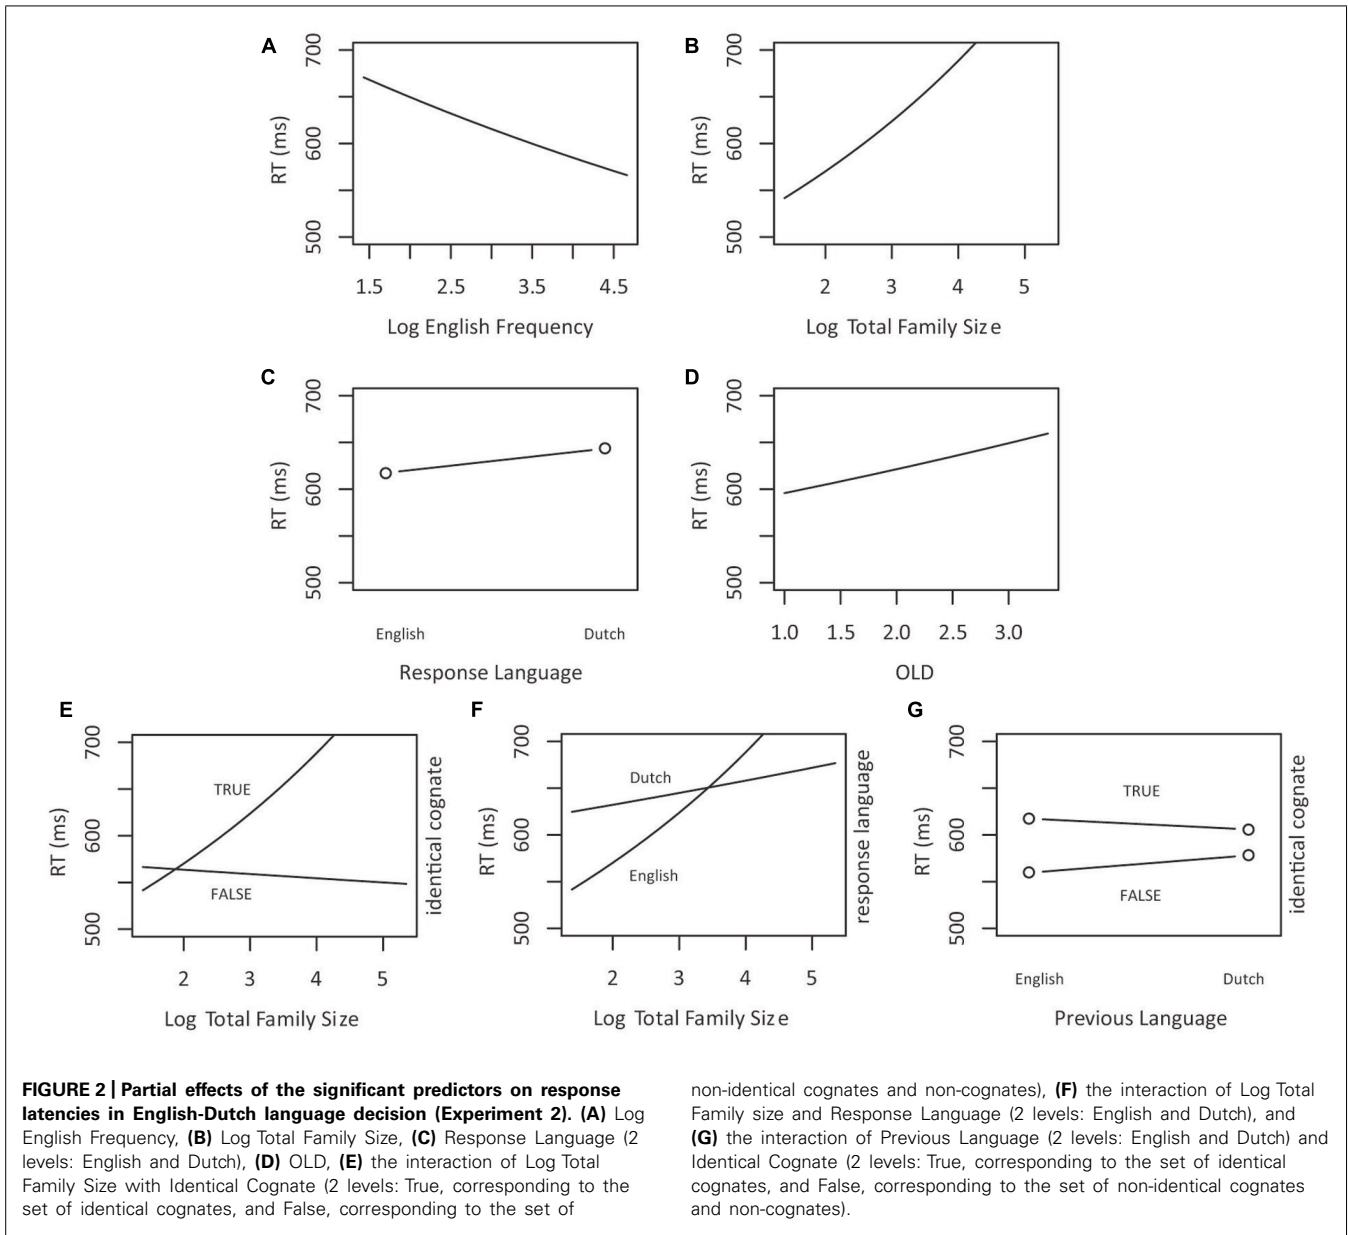 A
700
600
500
RT (ms)
1.5 2.5 3.5 4.5
Log English Frequency
B
700
600
500
RT (ms)
2 3 4 5
Log Total Family Size
C
700
600
500
RT (ms)
English Dutch
Response Language
D
700
600
500
RT (ms)
1.0 1.5 2.0 2.5 3.0
OLD
E
700
600
500
RT (ms)
TRUE
FALSE
identical cognate
2 3 4 5
Log Total Family Size
F
700
600
500
RT (ms)
Dutch
English
response language
2 3 4 5
Log Total Family Size
G
700
600
500
RT (ms)
TRUE
FALSE
identical cognate
English Dutch
Previous Language
FIGURE 2 | Partial effects of the significant predictors on response
latencies in English-Dutch language decision (Experiment 2). (A) Log
English Frequency, (B) Log Total Family Size, (C) Response Language (2
levels: English and Dutch), (D) OLD, (E) the interaction of Log Total
Family Size with Identical Cognate (2 levels: True, corresponding to the
set of identical cognates, and False, corresponding to the set of
non-identical cognates and non-cognates), (F) the interaction of Log Total
Family size and Response Language (2 levels: English and Dutch), and
(G) the interaction of Previous Language (2 levels: English and Dutch) and
Identical Cognate (2 levels: True, corresponding to the set of identical
cognates, and False, corresponding to the set of non-identical cognates
and non-cognates).